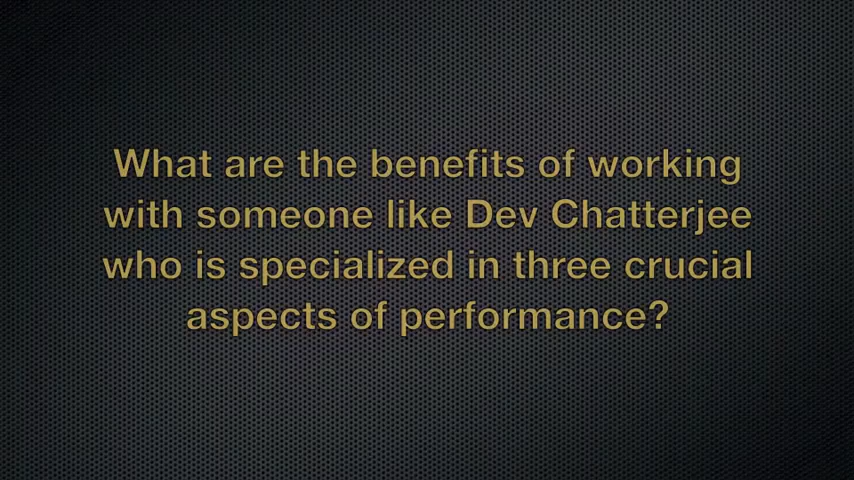 What are the benefits of working
with someone like Dev Chatterjee
who is specialized in three crucial
aspects of performance?